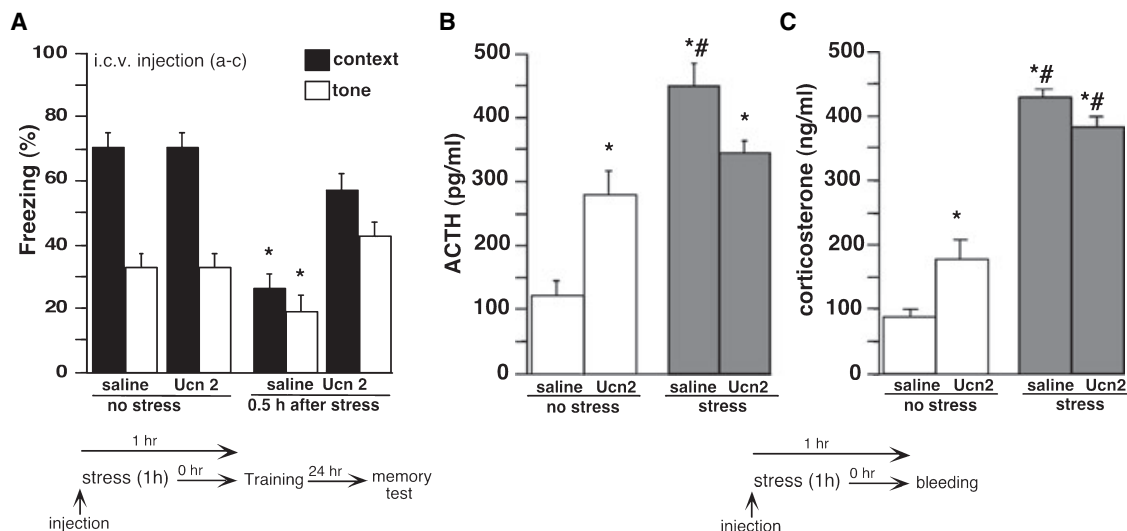 A
i.c.v. injection (a-c)
context
tone
Freezing (%)
100
80
60
40
20
0
*
*
saline Ucn 2
saline Ucn 2
no stress
0.5 h after stress
1 hr
stress (1h) 0 hr Training 24 hr memory
test
injection
B
ACTH (pg/ml)
500
400
300
200
100
0
*
*#
*
saline Ucn2
saline Ucn2
no stress
stress
C
corticosterone (ng/ml)
500
400
300
200
100
0
*
*#
*#
saline Ucn2
saline Ucn2
no stress
stress
1 hr
stress (1h) 0 hr bleeding
injection